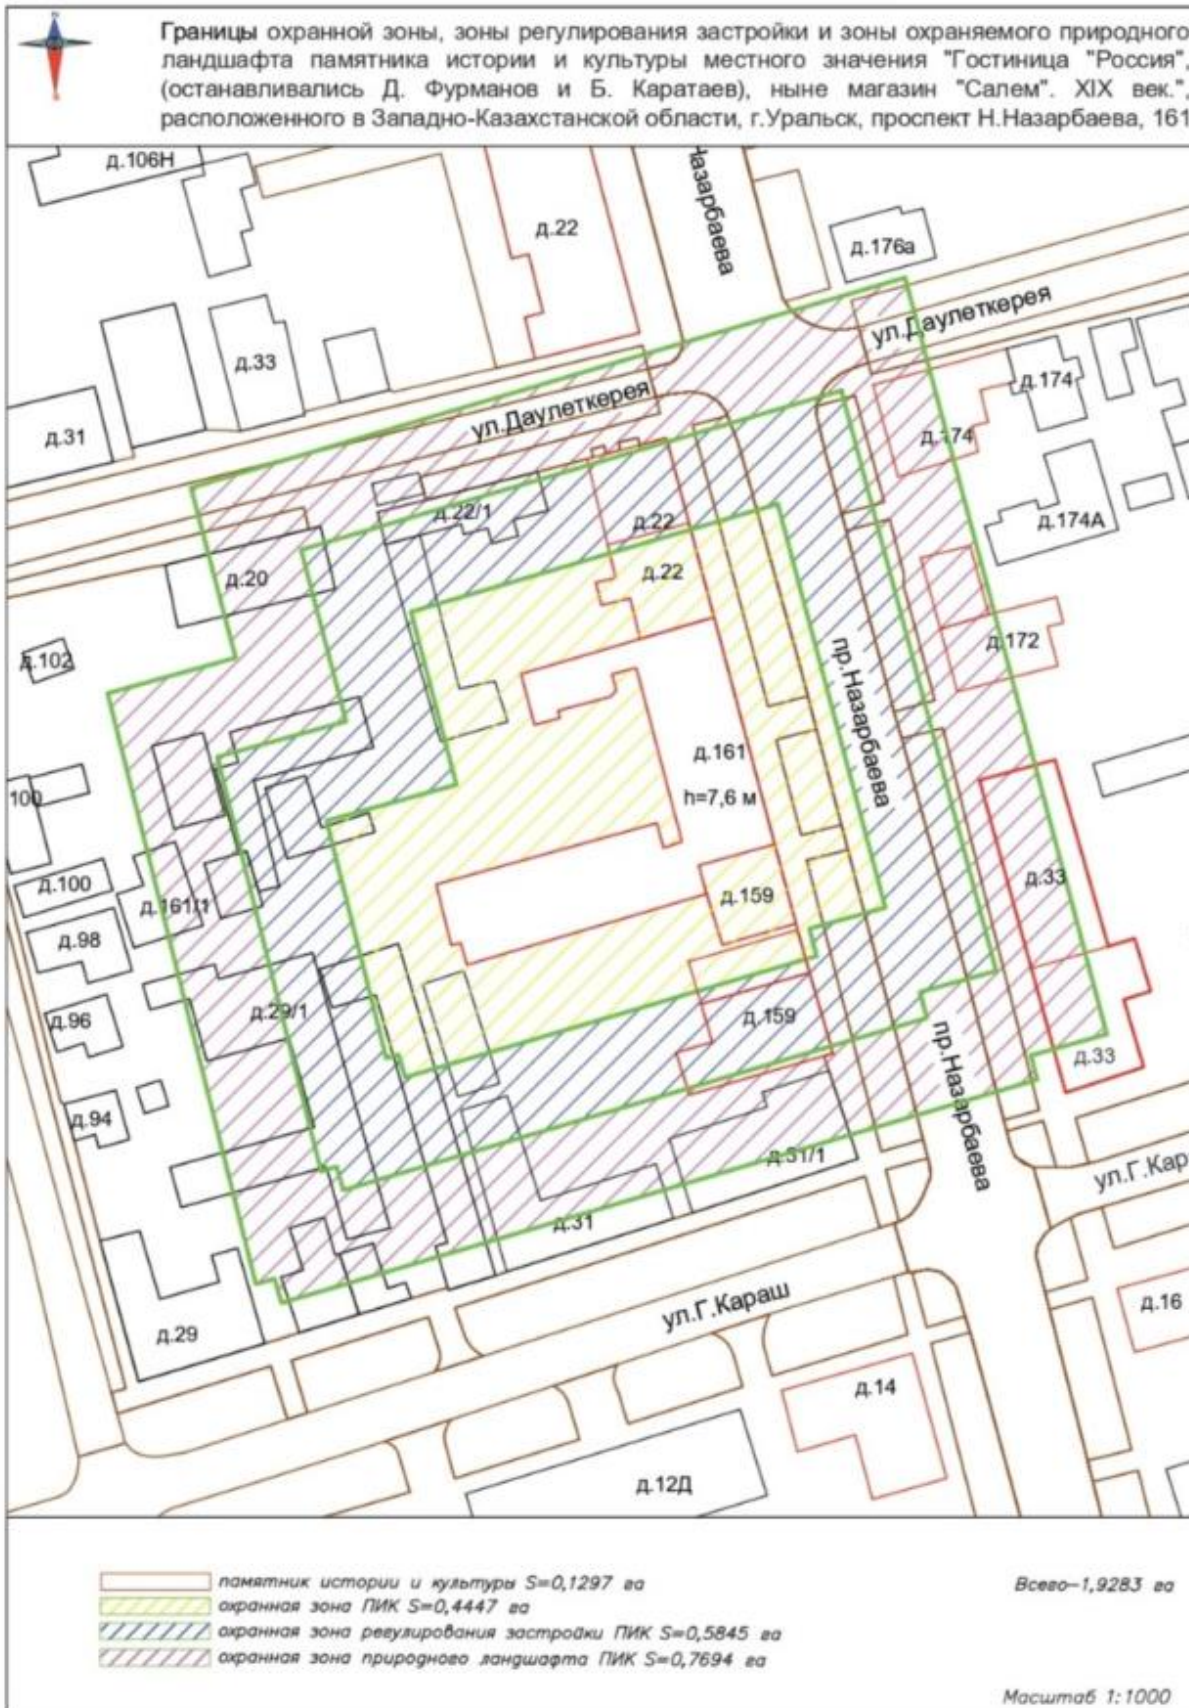 Границы охранной зоны, зоны регулирования застройки и зоны охраняемого природного
ландшафта памятника истории и культуры местного значения "Гостиница "Россия",
(останавливались Д. Фурманов и Б. Каратаев), ныне магазин "Салем". XIX век.",
расположенного в Западно-Казахстанской области, г.Уральск, проспект Н.Назарбаева, 161
д.106Н
Назарбаева
д.22
д.176а
ул.Даулеткерея
д.33
д.174
ул.Даулеткерея
д.31
д.174
д.22/1
д.22
д.174А
д.20
д.22
д.102
д.172
пр.Назарбаева
д.161
100
h=7,6 м
д.100
д.33
д.161/1
д.159
д.98
д.96
д.29/1
д.159
пр.Назарбаева
д.33
д.94
д.31/1
ул.Г.Кар
д.31
ул.Г.Караш
д.16
д.29
д.14
д.12Д
памятник истории и культуры S=0,1297 га
Всего-1,9283 га
охранная зона ПИК S=0,4447 га
охранная зона регулирования застройки ПИК S=0,5845 га
охранная зона природного ландшафта ПИК S=0,7694 га
Масштаб 1:1000